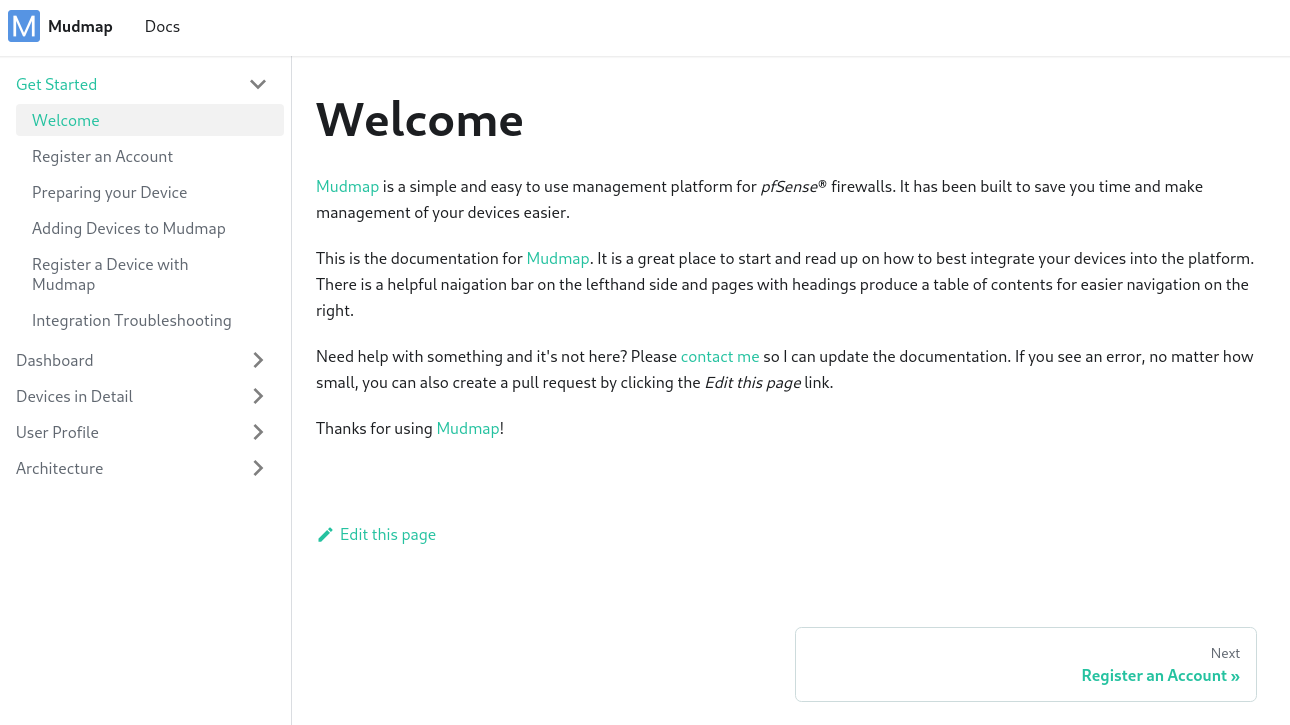 M Mudmap Docs
Get Started
Welcome
Register an Account
Preparing your Device
Adding Devices to Mudmap
Register a Device with
Mudmap
Integration Troubleshooting
Dashboard
Devices in Detail
User Profile
Architecture
Welcome
Mudmap is a simple and easy to use management platform for pfSense® firewalls. It has been built to save you time and make
management of your devices easier.
This is the documentation for Mudmap. It is a great place to start and read up on how to best integrate your devices into the platform.
There is a helpful naigation bar on the lefthand side and pages with headings produce a table of contents for easier navigation on the
right.
Need help with something and it's not here? Please contact me so I can update the documentation. If you see an error, no matter how
small, you can also create a pull request by clicking the Edit this page link.
Thanks for using Mudmap!
Edit this page
Next
Register an Account »